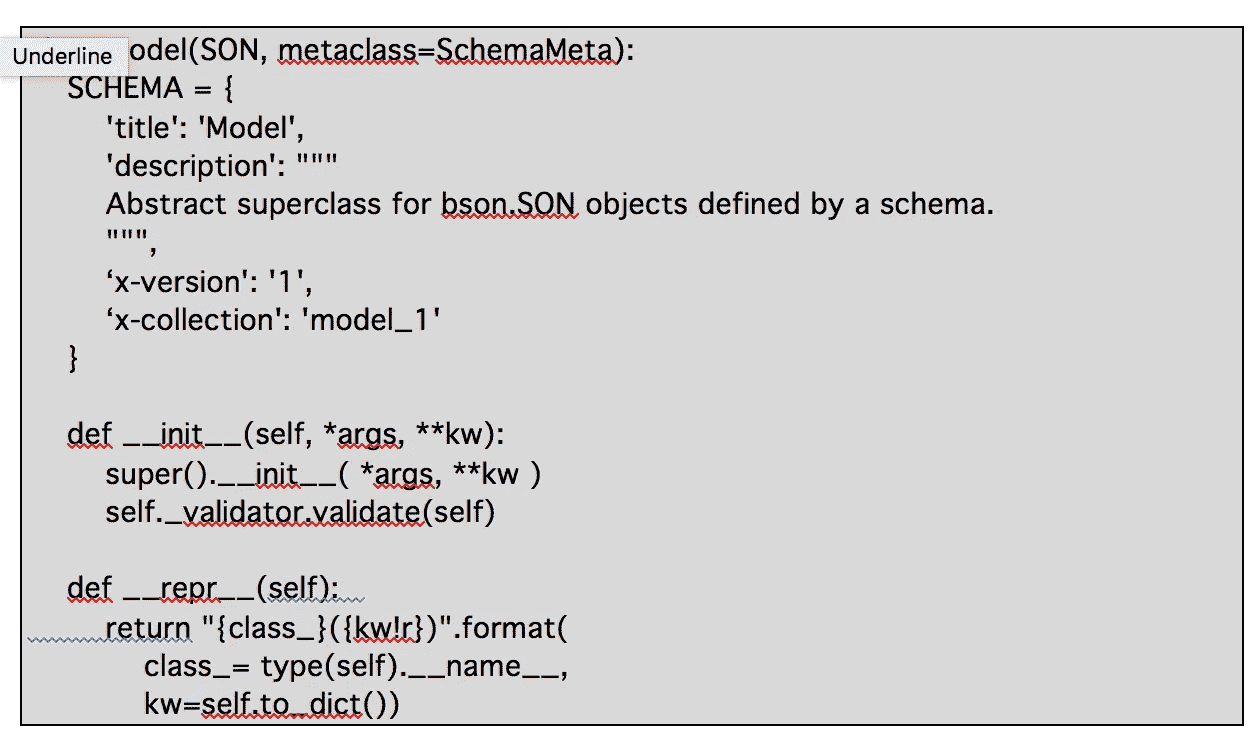 Underline
odel(SON, metaclass=SchemaMeta):
SCHEMA = {
'title': 'Model',
'description': """
Abstract superclass for bson.SON objects defined by a schema.
""",
‘x-version': '1',
‘x-collection': 'model_1'
}
def __init__(self, *args, **kw):
super().__init__( *args, **kw )
self._validator.validate(self)
def __repr__(self):
return "{class_}({kw!r})".format(
class_= type(self).__name__,
kw=self.to_dict())